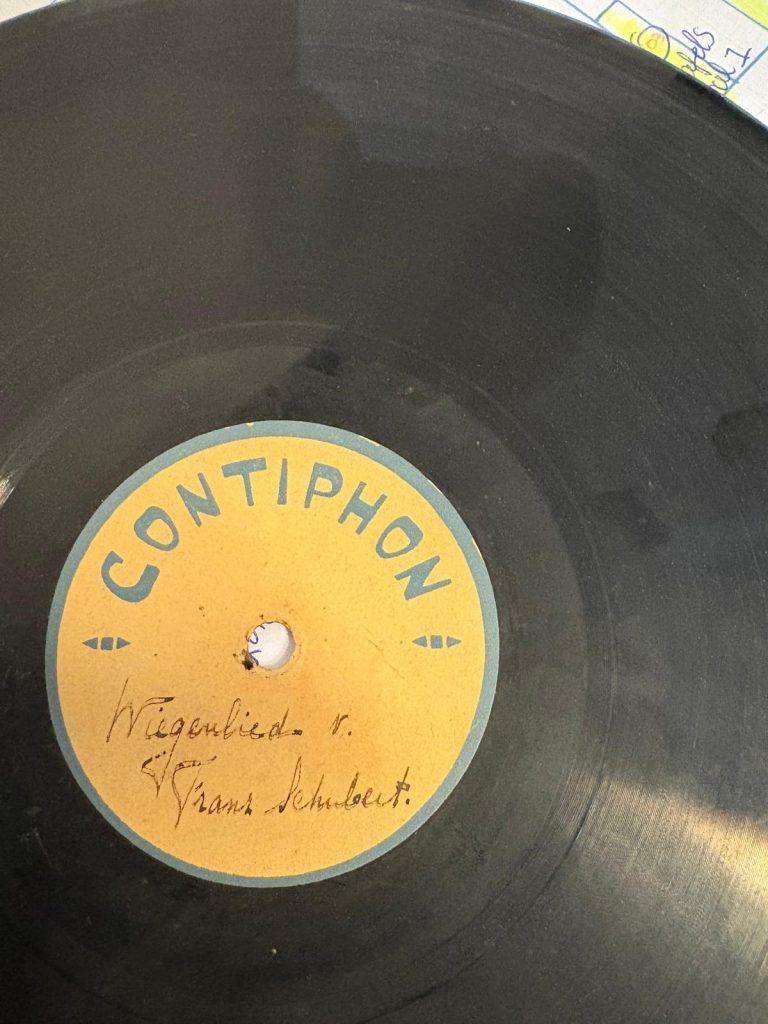 CONTIPHON
Wiegenlied v.
Franz Schubert.